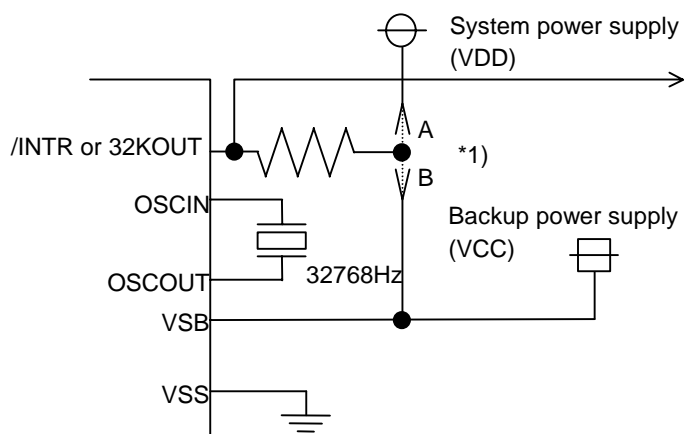 System power supply
(VDD)
A
/INTR or 32KOUT
*1)
B
OSCIN
Backup power supply
(VCC)
OSCOUT
32768Hz
VSB
VSS